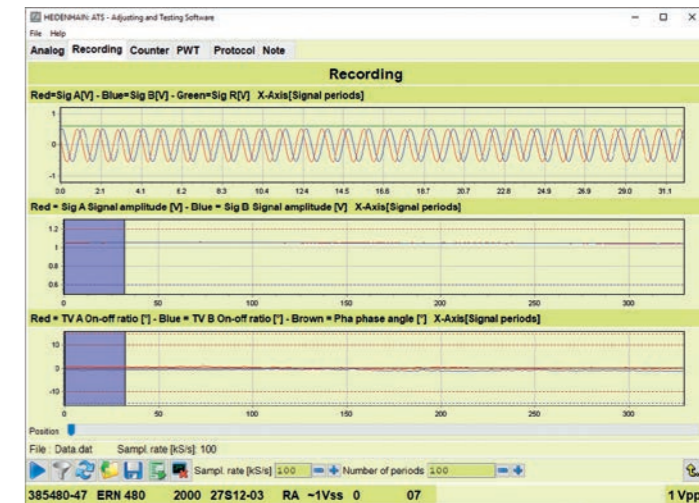 HEIDENHAIN: ATS - Adjusting and Testing Software
File Help
Analog Recording Counter PWT Protocol Note
Recording
Red=Sig A[V] - Blue=Sig B[V] - Green=Sig R[V] X-Axis[Signal periods]
1
0
-1
0.0 2.1 4.1 6.2 8.3 10.4 12.4 14.5 16.6 18.7 20.7 22.8 24.9 26.9 29.0 31.1
Red = Sig A Signal amplitude [V] - Blue = Sig B Signal amplitude [V] X-Axis[Signal periods]
1.2
1
0.8
0.6
0 50 100 150 200 250 300
Red = TV A On-off ratio [°] - Blue = TV B On-off ratio [°] - Brown = Pha phase angle [°] X-Axis[Signal periods]
10
0
-10
0 50 100 150 200 250 300
Position
File : Data.dat Sampl. rate [kS/s]: 100
Sampl. rate [kS/s] 100 Number of periods 100
385480-47 ERN 480 2000 27S12-03 RA ~1Vss 0 07 1 Vpp